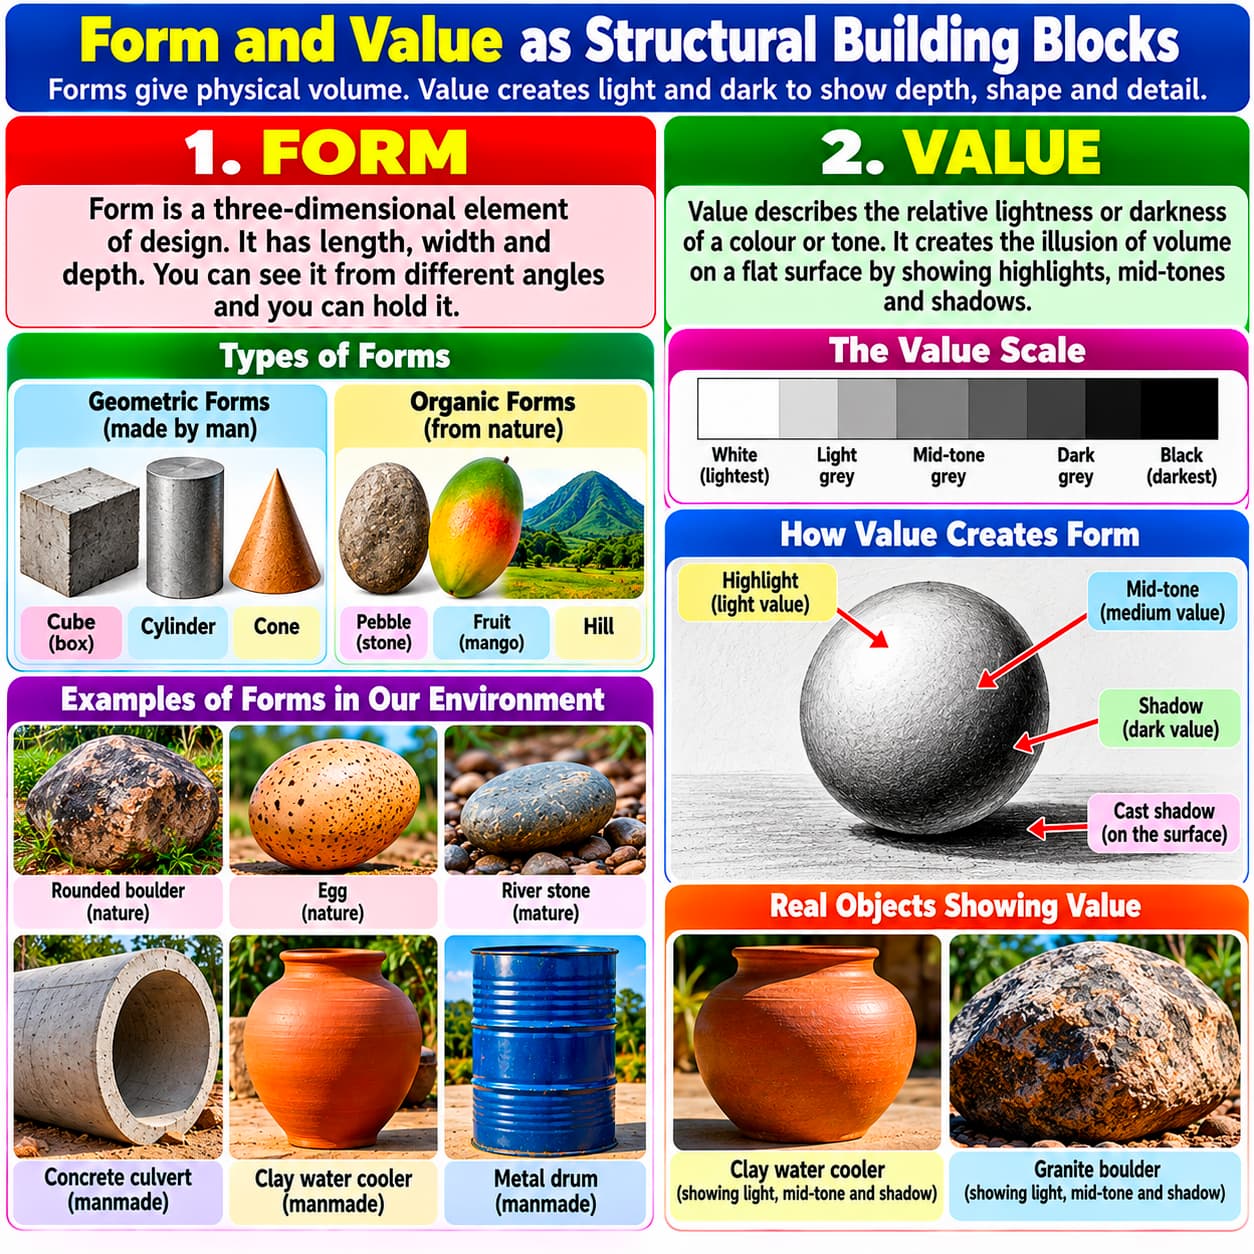 Form and Value as Structural Building Blocks
Forms give physical volume. Value creates light and dark to show depth, shape and detail.
1. FORM
Form is a three-dimensional element
of design. It has length, width and
depth. You can see it from different angles
and you can hold it.
Types of Forms
Geometric Forms
(made by man)
Cube
(box)
Cylinder
Cone
Organic Forms
(from nature)
Pebble
(stone)
Fruit
(mango)
Hill
Examples of Forms in Our Environment
Rounded boulder
(nature)
Egg
(nature)
River stone
(mature)
Concrete culvert
(manmade)
Clay water cooler
(manmade)
Metal drum
(manmade)
2. VALUE
Value describes the relative lightness or darkness
of a colour or tone. It creates the illusion of volume
on a flat surface by showing highlights, mid-tones
and shadows.
The Value Scale
White
(lightest)
Light
grey
Mid-tone
grey
Dark
grey
Black
(darkest)
How Value Creates Form
Highlight
(light value)
Mid-tone
(medium value)
Shadow
(dark value)
Cast shadow
(on the surface)
Real Objects Showing Value
Clay water cooler
(showing light, mid-tone and shadow)
Granite boulder
(showing light, mid-tone and shadow)